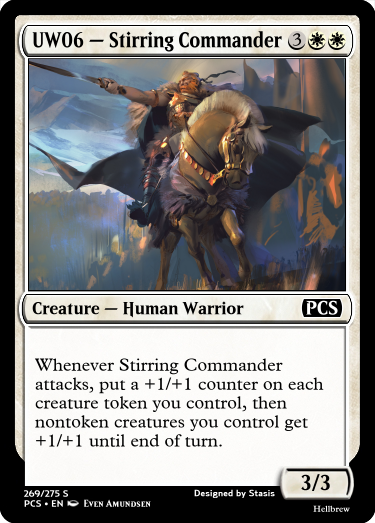 UW06 — Stirring Commander 3
Creature — Human Warrior PCS
Whenever Stirring Commander
attacks, put a +1/+1 counter on each
creature token you control, then
nontoken creatures you control get
+1/+1 until end of turn.
3/3
269/275 S Designed by Stasis
PCS • EN Even Amundsen Hellbrew